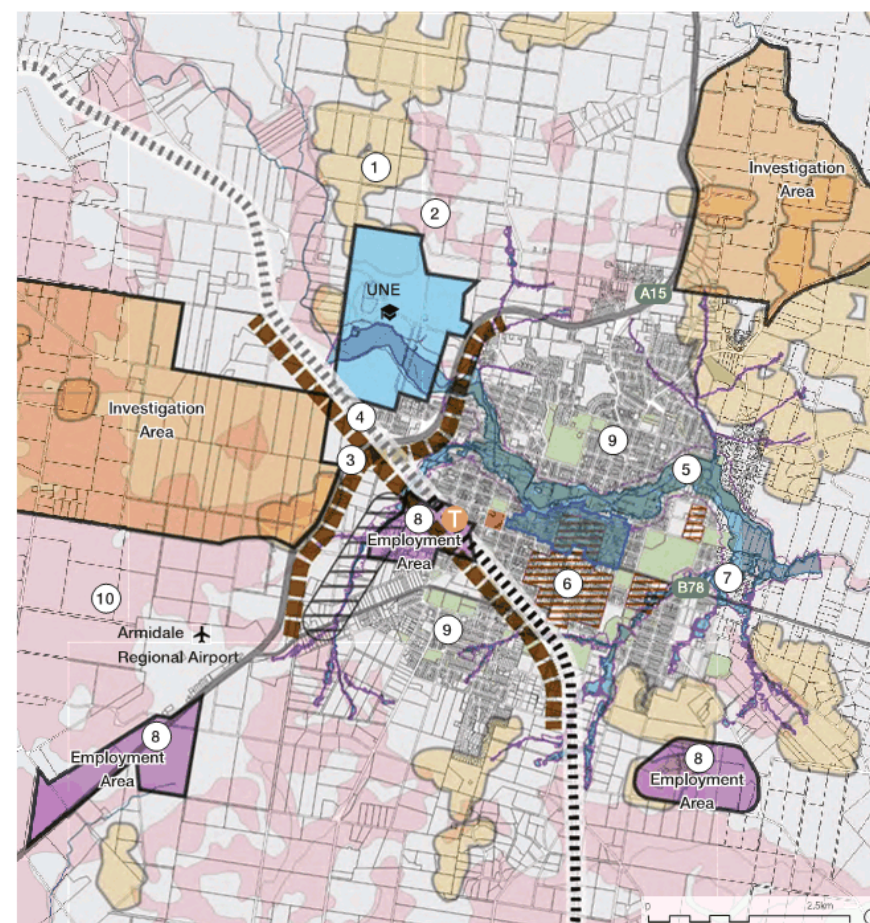 1
Investigation
Area
2
UNE
A15
Investigation
Area
4
9
3
5
8
T
Employment
Area
6
7
B78
10
9
Armidale
Regional Airport
8
Employment
Area
8
Employment
Area
0
2.5km